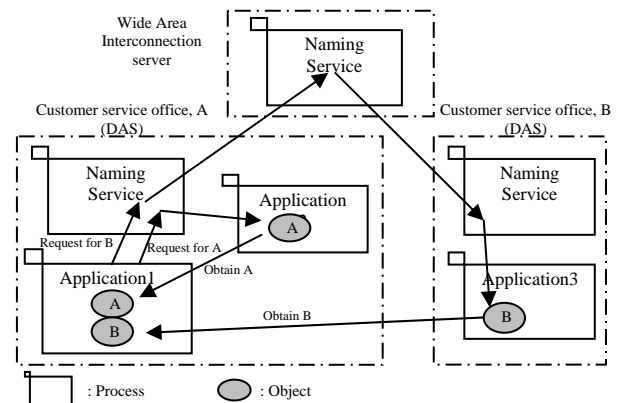 Wide Area
Interconnection
server
Naming
Service
Customer service office, A
(DAS)
Customer service office, B
(DAS)
Naming
Service
Application
A
Naming
Service
Request for B
Request for A
Obtain A
Application1
A
B
Obtain B
Application3
B
: Process
: Object